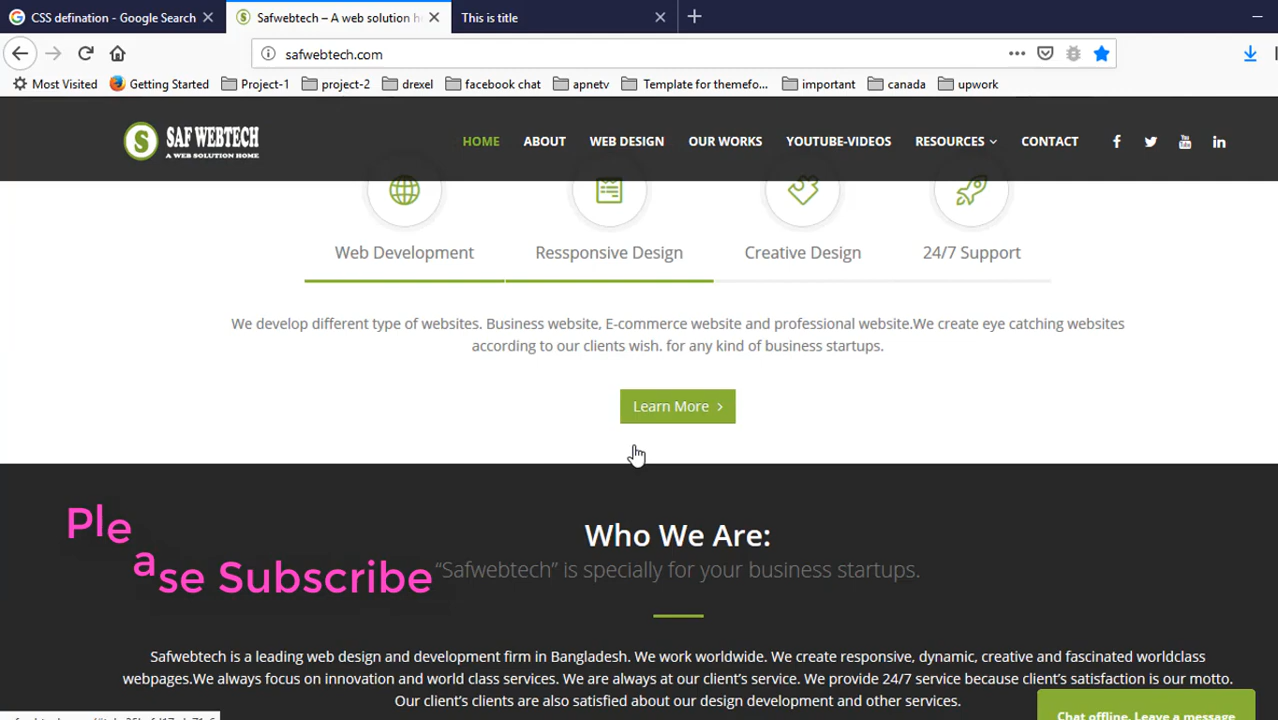 CSS defination - Google Search
Safwebtech – A web solution h
This is title
safwebtech.com
Most Visited
Getting Started
Project-1
project-2
drexel
facebook chat
apnetv
Template for themefo...
important
canada
upwork
SAF WEBTECH
A WEB SOLUTION HOME
HOME
ABOUT
WEB DESIGN
OUR WORKS
YOUTUBE-VIDEOS
RESOURCES
CONTACT
Web Development
Ressponsive Design
Creative Design
24/7 Support
We develop different type of websites. Business website, E-commerce website and professional website.We create eye catching websites
according to our clients wish. for any kind of business startups.
Learn More
Who We Are:
Please Subscribe
“Safwebtech” is specially for your business startups.
Safwebtech is a leading web design and development firm in Bangladesh. We work worldwide. We create responsive, dynamic, creative and fascinated worldclass
webpages.We always focus on innovation and world class services. We are always at our client’s service. We provide 24/7 service because client’s satisfaction is our motto.
Our client’s clients are also satisfied about our design development and other services.
Chat offline. Leave a message